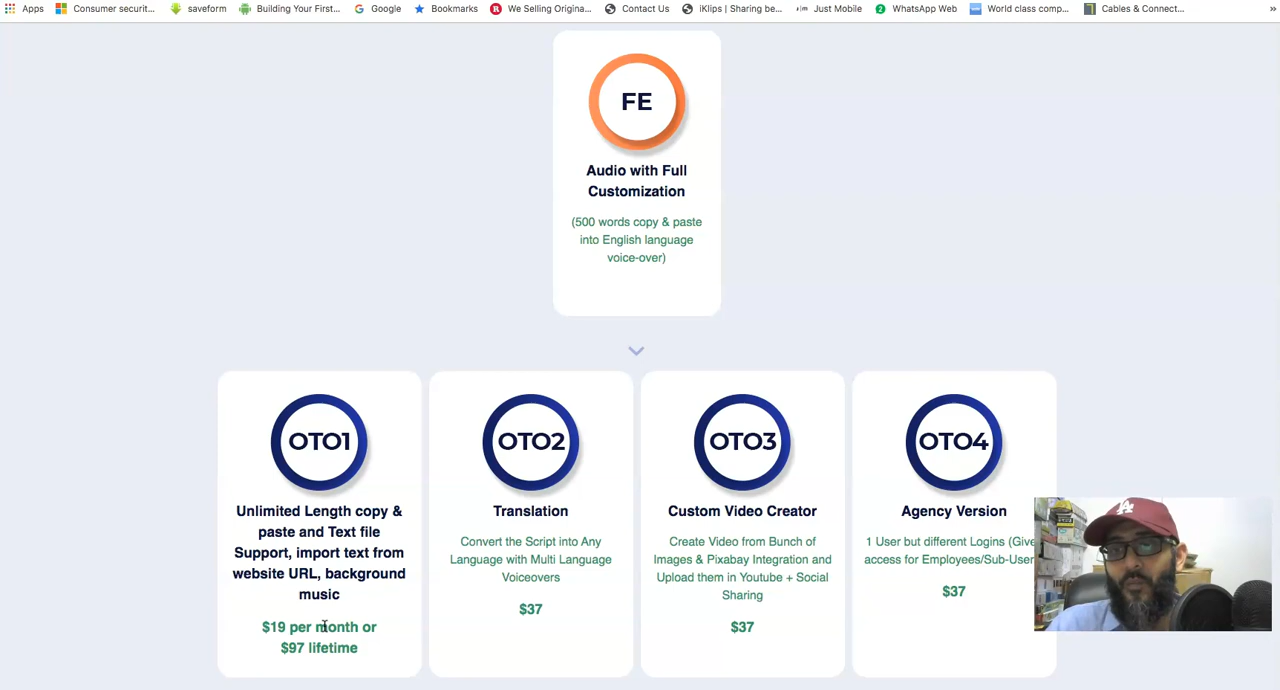 Apps Consumer securit... saveform Building Your First... Google Bookmarks We Selling Origina... Contact Us iKlips | Sharing be... Just Mobile WhatsApp Web World class comp... Cables & Connect... »
FE
Audio with Full
Customization
(500 words copy & paste
into English language
voice-over)
OTO1
Unlimited Length copy &
paste and Text file
Support, import text from
website URL, background
music
$19 per month or
$97 lifetime
OTO2
Translation
Convert the Script into Any
Language with Multi Language
Voiceovers
$37
OTO3
Custom Video Creator
Create Video from Bunch of
Images & Pixabay Integration and
Upload them in Youtube + Social
Sharing
$37
OTO4
Agency Version
1 User but different Logins (Give
access for Employees/Sub-User
$37